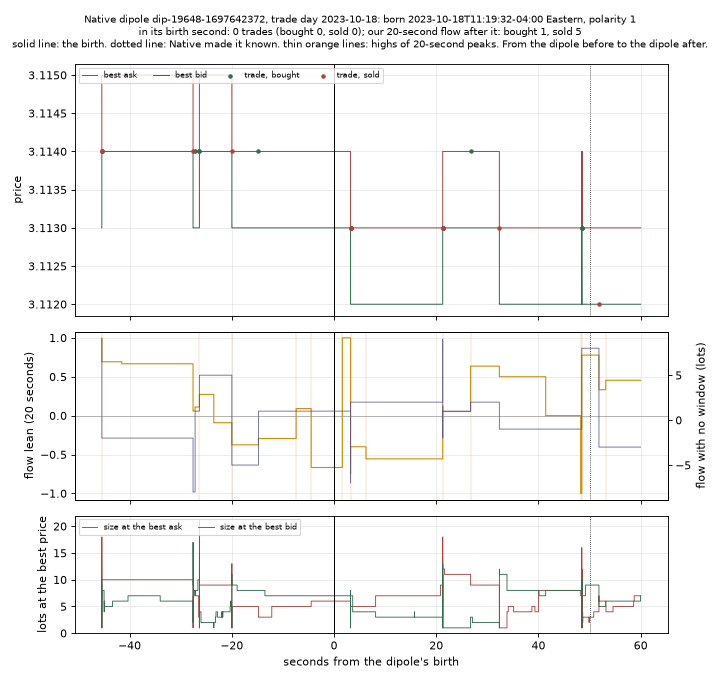 Native dipole dip-19648-1697642372, trade day 2023-10-18: born 2023-10-18T11:19:32-04:00 Eastern, polarity 1
in its birth second: 0 trades (bought 0, sold 0); our 20-second flow after it: bought 1, sold 5
solid line: the birth. dotted line: Native made it known. thin orange lines: highs of 20-second peaks. From the dipole before to the dipole after.
best ask
best bid
trade, bought
trade, sold
3.1150
3.1145
3.1140
3.1135
3.1130
3.1125
3.1120
price
1.0
0.5
0.0
−0.5
−1.0
flow lean (20 seconds)
5
0
−5
flow with no window (lots)
size at the best ask
size at the best bid
20
15
10
5
0
lots at the best price
−40
−20
0
20
40
60
seconds from the dipole's birth